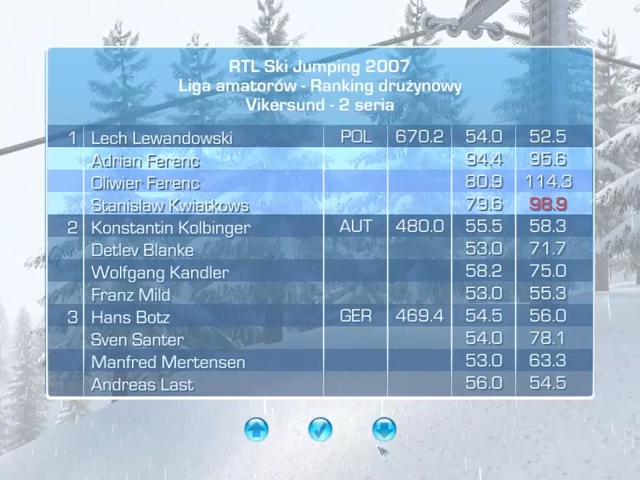 RTL Ski Jumping 2007
Liga amatorów - Ranking drużynowy
Vikersund - 2 seria
1 Lech Lewandowski POL 670.2 54.0 52.5
Adrian Ferenc 94.4 95.6
Oliwier Ferenc 80.9 114.3
Stanislaw Kwiatkows 79.6 98.9
2 Konstantin Kolbinger AUT 480.0 55.5 58.3
Detlev Blanke 53.0 71.7
Wolfgang Kandler 58.2 75.0
Franz Mild 53.0 55.3
3 Hans Botz GER 469.4 54.5 56.0
Sven Santer 54.0 78.1
Manfred Mertensen 53.0 63.3
Andreas Last 56.0 54.5